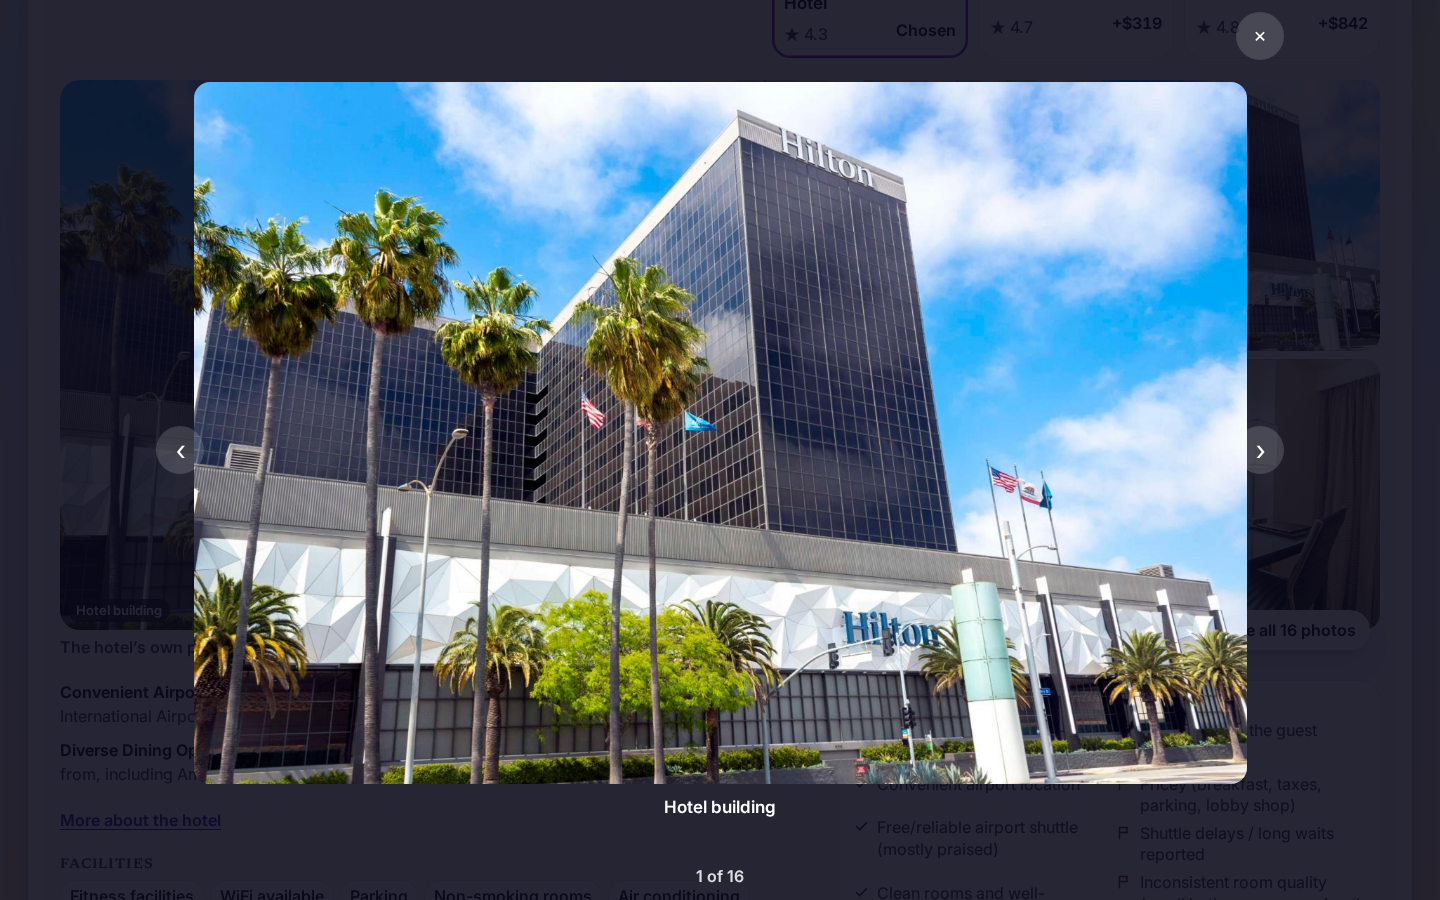 Hotel
★ 4.3
Chosen
★ 4.7
+$319
★ 4.8
+$842
×
Hilton
Hilton
‹
›
Hotel building
e all 16 photos
The hotel's own p
Convenient Airpo
International Airpo
the guest
Diverse Dining Op
from, including Am
Convenient airport location
Pricey (breakfast, taxes,
parking, lobby shop)
Hotel building
More about the hotel
Free/reliable airport shuttle
(mostly praised)
Shuttle delays / long waits
reported
FACILITIES
1 of 16
Fitness facilities
WiFi available
Parking
Non-smoking rooms
Air conditioning
Clean rooms and well-
Inconsistent room quality